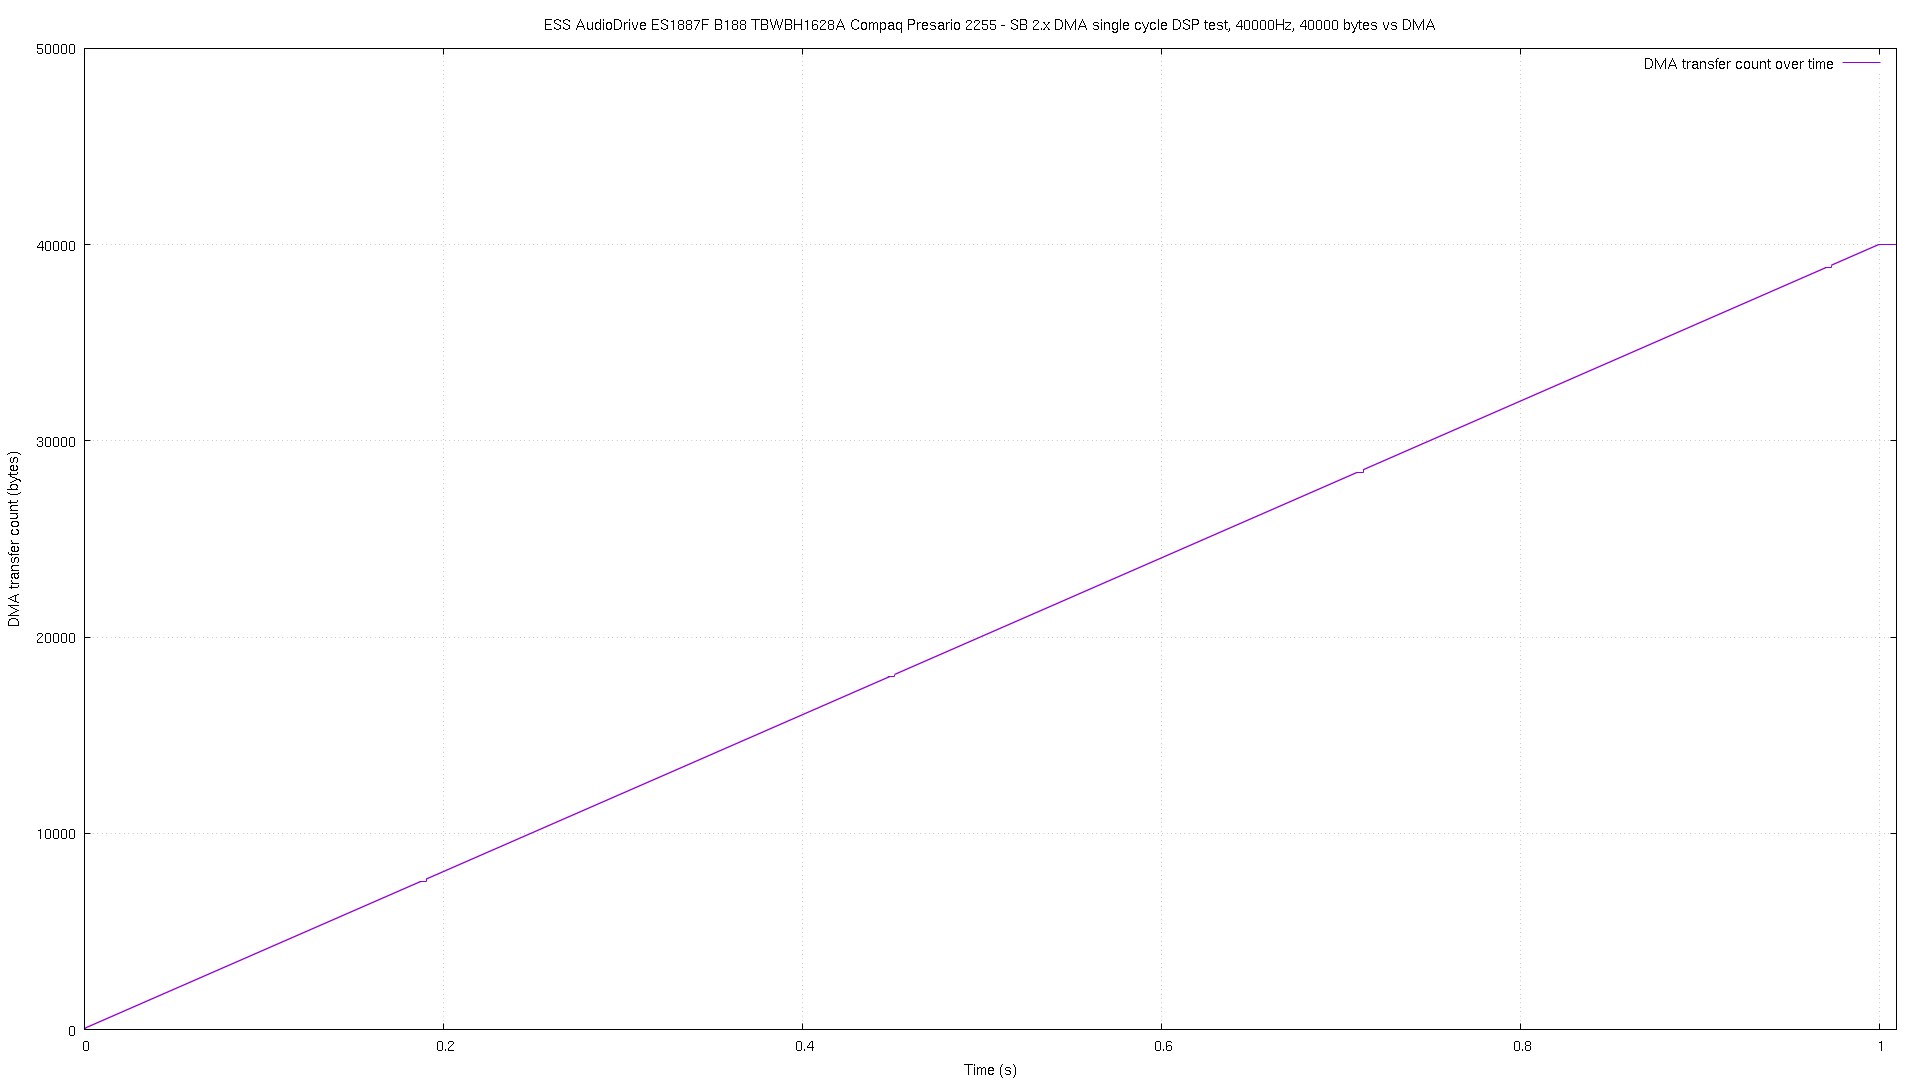 ESS AudioDrive ES1887F B188 TBWBH1628A Compaq Presario 2255 - SB 2.x DMA single cycle DSP test, 40000Hz, 40000 bytes vs DMA
DMA transfer count over time
50000
40000
30000
20000
10000
0
DMA transfer count (bytes)
0 0.2 0.4 0.6 0.8 1
Time (s)